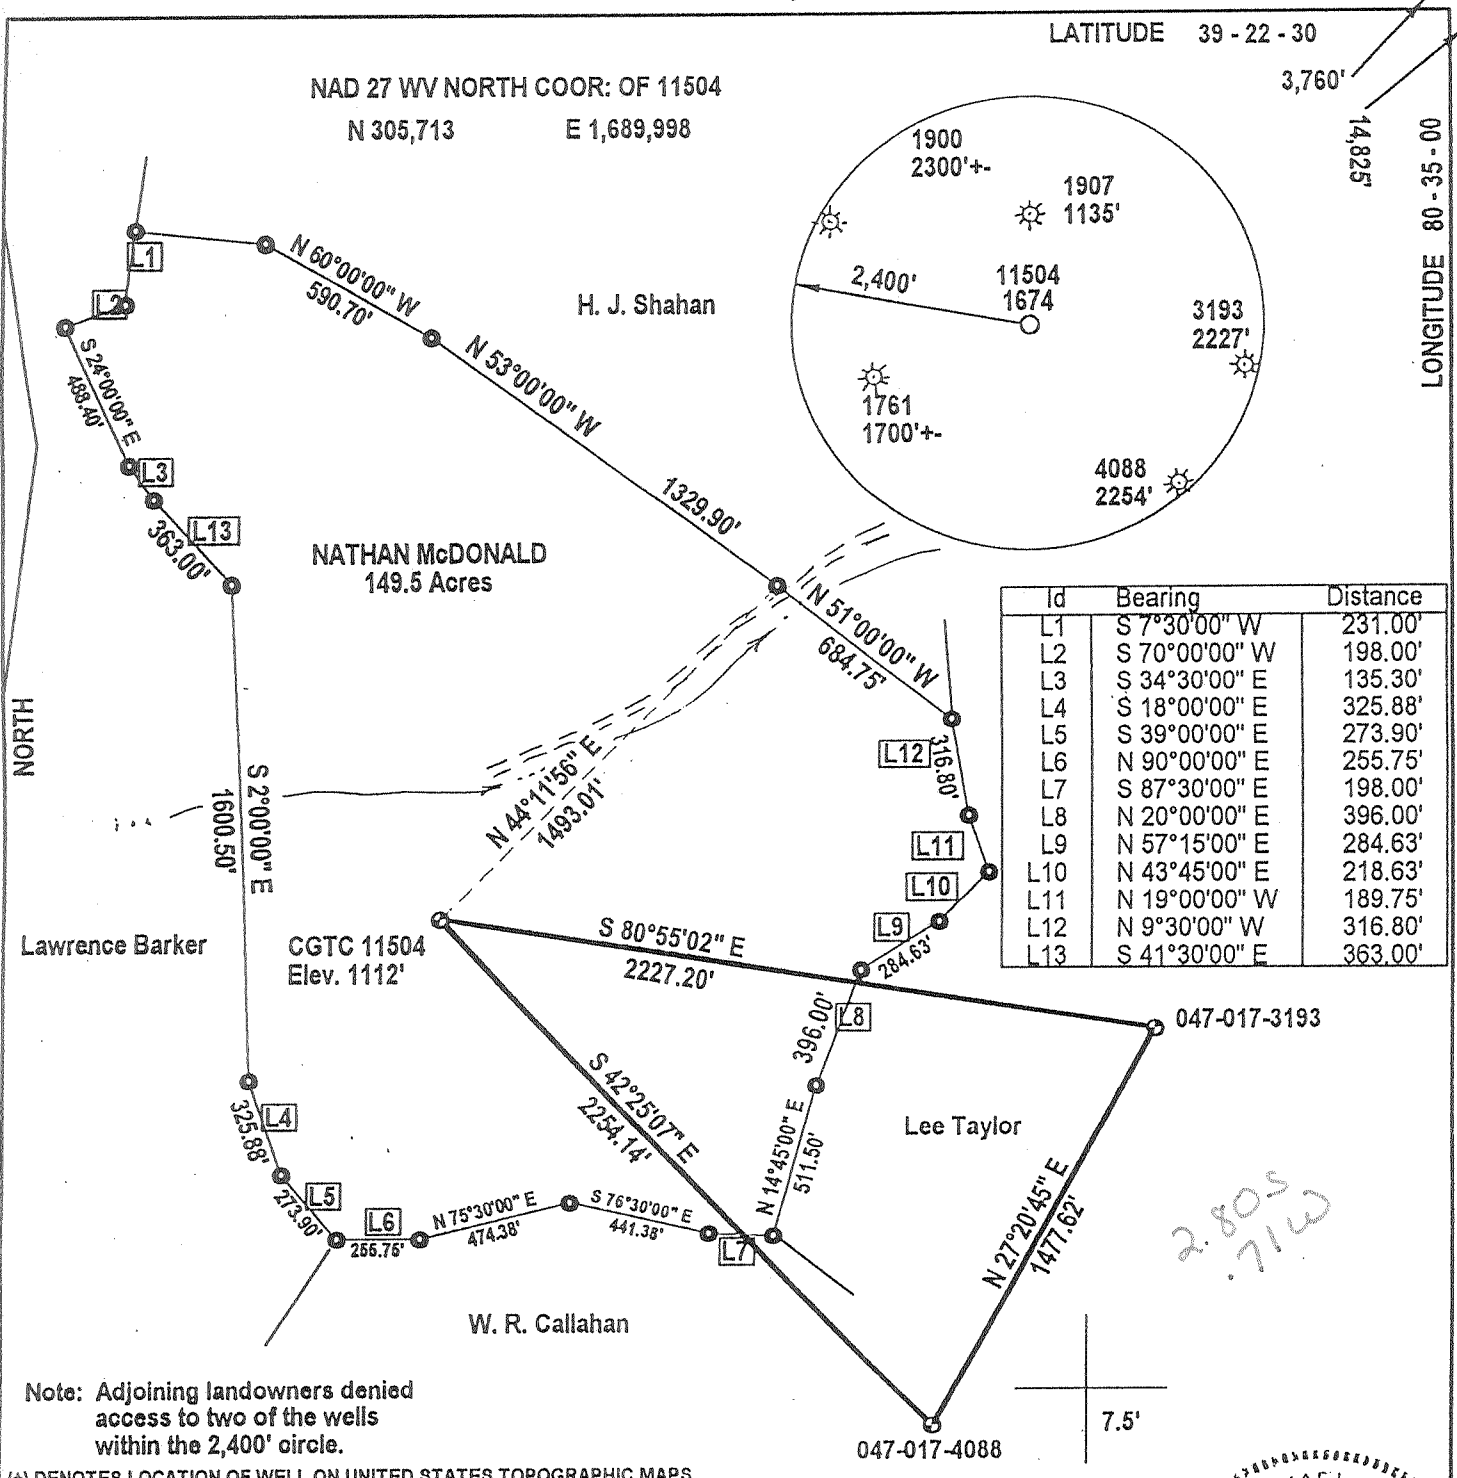 LATITUDE 39 - 22 - 30
3,760'
14,825'
LONGITUDE 80 - 35 - 00
NAD 27 WV NORTH COOR: OF 11504
N 305,713 E 1,689,998
1900
2300'+-
1907
1135'
2,400'
11504
1674
3193
2227'
1761
1700'+-
4088
2254'
L1
L2
N 60°00'00" W
590.70'
H. J. Shahan
S 24°00'00" E
488.40'
N 53°00'00" W
1329.90'
L3
L13
363.00'
NATHAN McDONALD
149.5 Acres
N 51°00'00" W
684.75'
Id Bearing Distance
L1 S 7°30'00" W 231.00'
L2 S 70°00'00" W 198.00'
L3 S 34°30'00" E 135.30'
L4 S 18°00'00" E 325.88'
L5 S 39°00'00" E 273.90'
L6 N 90°00'00" E 255.75'
L7 S 87°30'00" E 198.00'
L8 N 20°00'00" E 396.00'
L9 N 57°15'00" E 284.63'
L10 N 43°45'00" E 218.63'
L11 N 19°00'00" W 189.75'
L12 N 9°30'00" W 316.80'
L13 S 41°30'00" E 363.00'
NORTH
S 2°00'00" E
1600.50'
N 44°11'56" E
1493.01'
L12
316.80'
L11
L10
L9
284.63'
Lawrence Barker
CGTC 11504
Elev. 1112'
S 80°55'02" E
2227.20'
L8
396.00'
047-017-3193
S 42°25'07" E
2254.14'
L4
325.88'
N 14°45'00" E
511.50'
Lee Taylor
L5
273.90'
L6
255.75'
N 75°30'00" E
474.38'
S 76°30'00" E
441.38'
L7
N 27°20'45" E
1477.62'
2.80S
.71W
W. R. Callahan
Note: Adjoining landowners denied
access to two of the wells
within the 2,400' circle.
7.5'
047-017-4088
(+) DENOTES LOCATION OF WELL ON UNITED STATES TOPOGRAPHIC MAPS